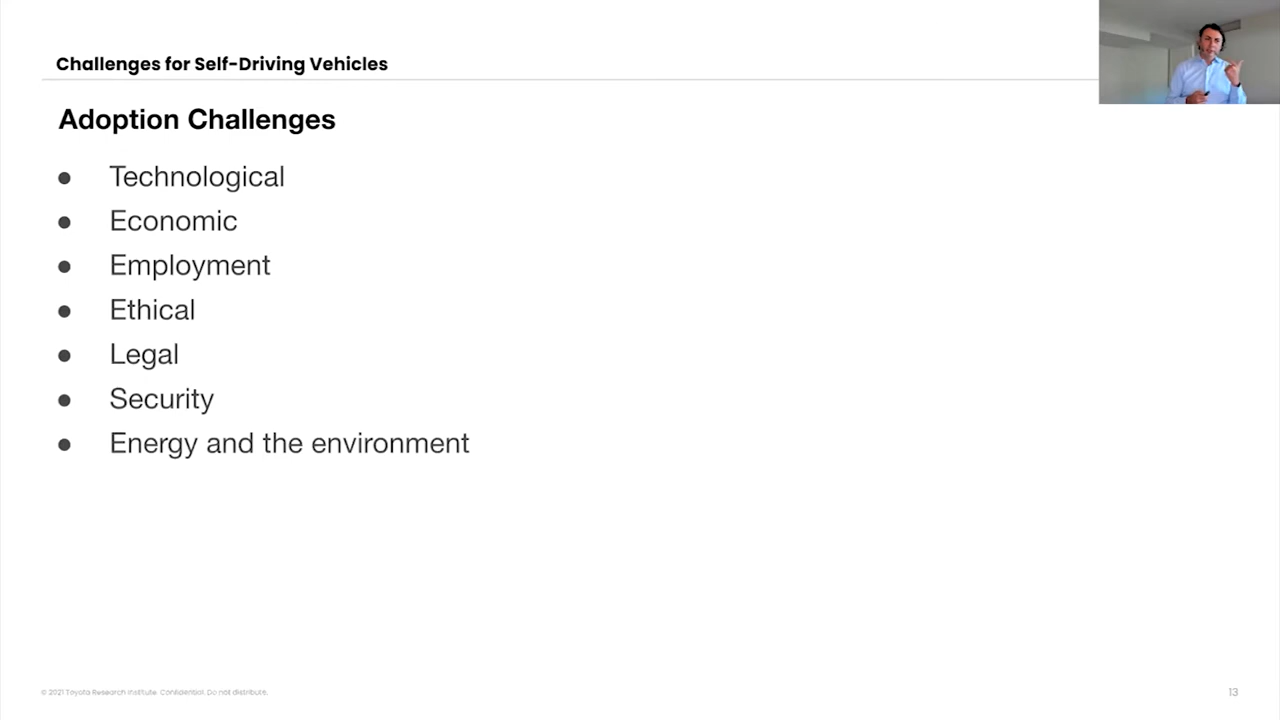 Challenges for Self-Driving Vehicles
Adoption Challenges
● Technological
● Economic
● Employment
● Ethical
● Legal
● Security
● Energy and the environment
© 2021 Toyota Research Institute. Confidential. Do not distribute.
13